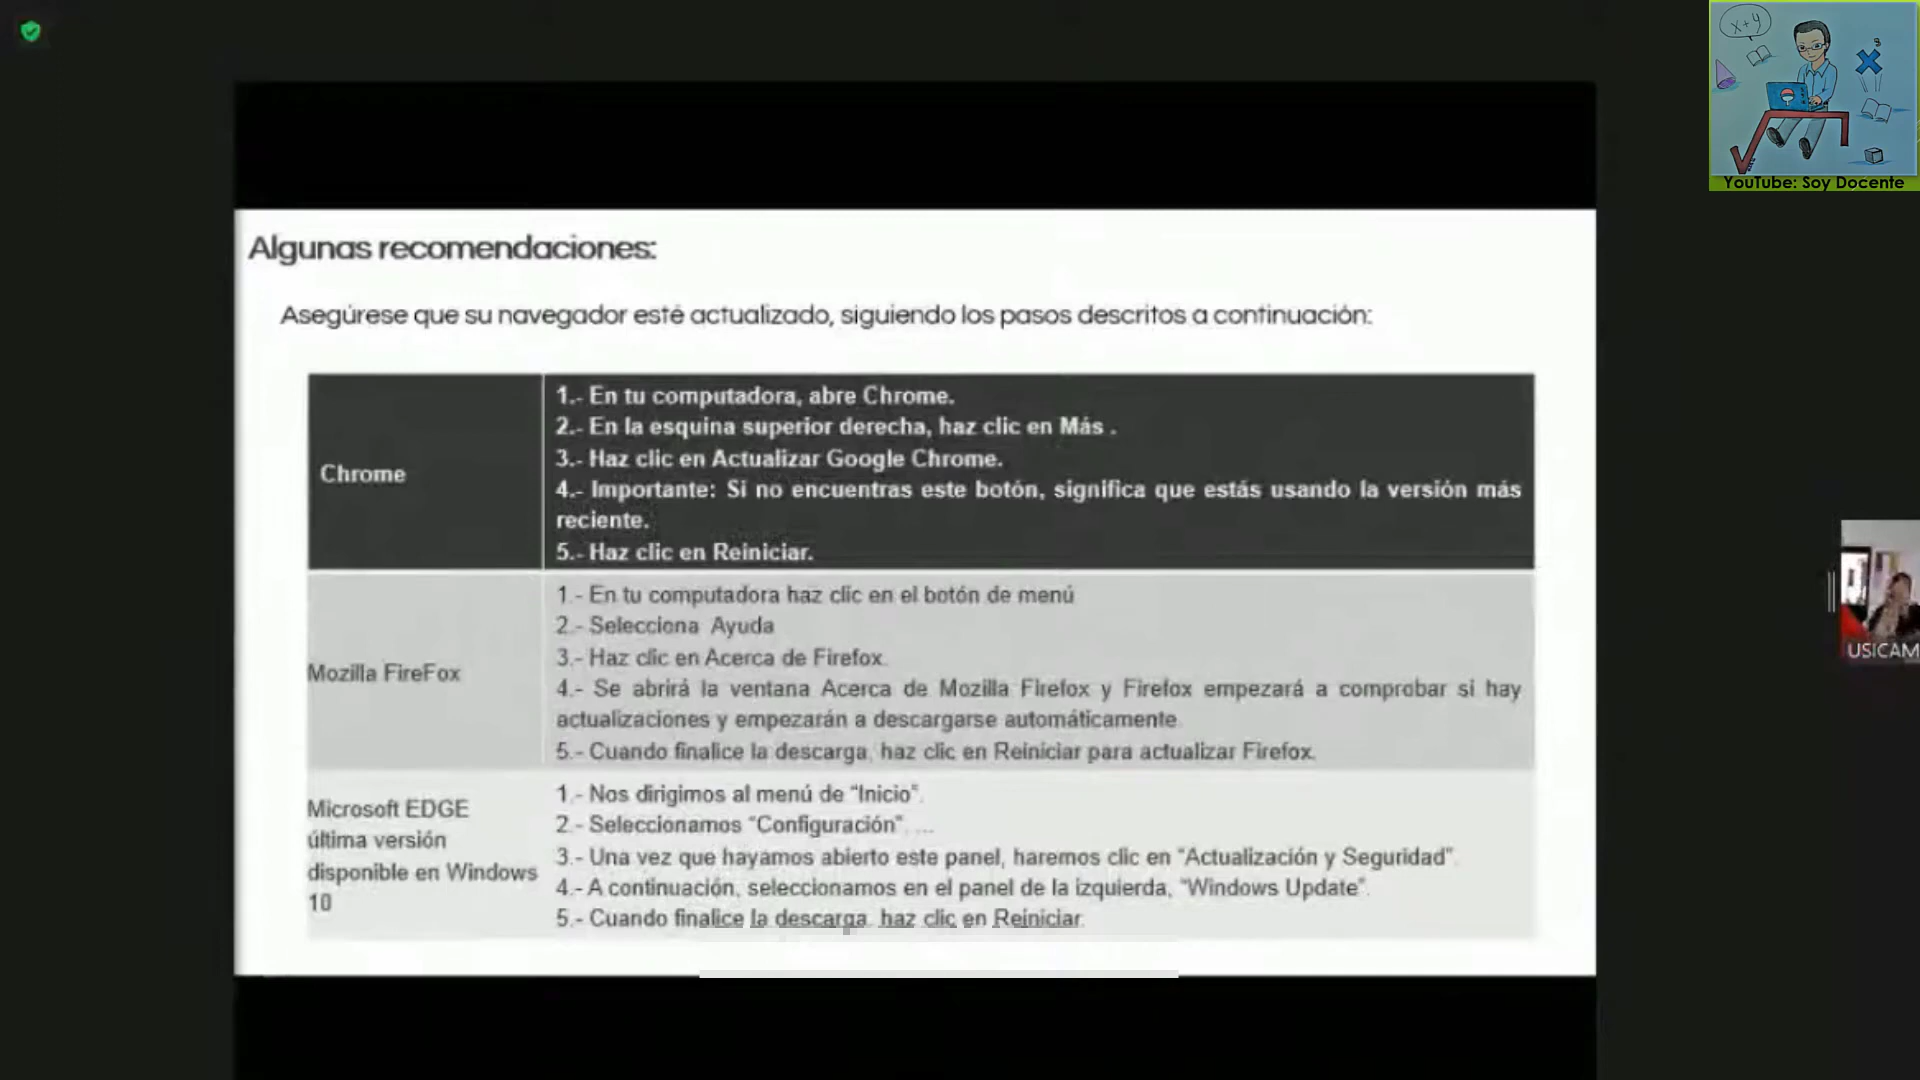 x+y
3
YouTube: Soy Docente
Algunas recomendaciones:
Asegúrese que su navegador esté actualizado, siguiendo los pasos descritos a continuación:
Chrome
1.- En tu computadora, abre Chrome.
2.- En la esquina superior derecha, haz clic en Más .
3.- Haz clic en Actualizar Google Chrome.
4.- Importante: Si no encuentras este botón, significa que estás usando la versión más
reciente.
5.- Haz clic en Reiniciar.
Mozilla FireFox
1.- En tu computadora haz clic en el botón de menú
2.- Selecciona Ayuda
3.- Haz clic en Acerca de Firefox.
4.- Se abrirá la ventana Acerca de Mozilla Firefox y Firefox empezará a comprobar si hay
actualizaciones y empezarán a descargarse automáticamente.
5.- Cuando finalice la descarga, haz clic en Reiniciar para actualizar Firefox.
Microsoft EDGE
última versión
disponible en Windows
10
1.- Nos dirigimos al menú de “Inicio”.
2.- Seleccionamos “Configuración”. ...
3.- Una vez que hayamos abierto este panel, haremos clic en “Actualización y Seguridad”.
4.- A continuación, seleccionamos en el panel de la izquierda, “Windows Update”.
5.- Cuando finalice la descarga, haz clic en Reiniciar.
USICAM